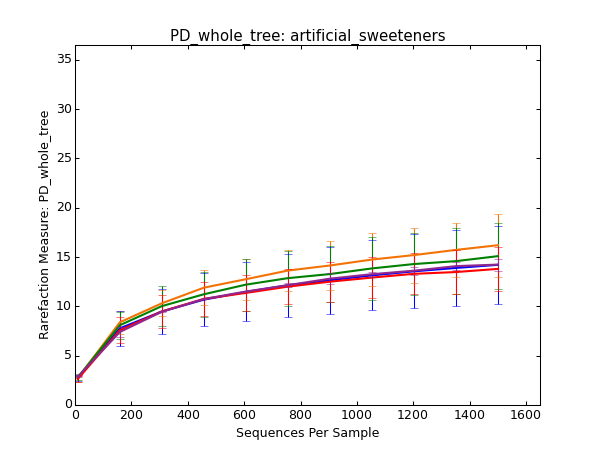 PD_whole_tree: artificial_sweeteners
Rarefaction Measure: PD_whole_tree
35
30
25
20
15
10
5
0
0 200 400 600 800 1000 1200 1400 1600
Sequences Per Sample